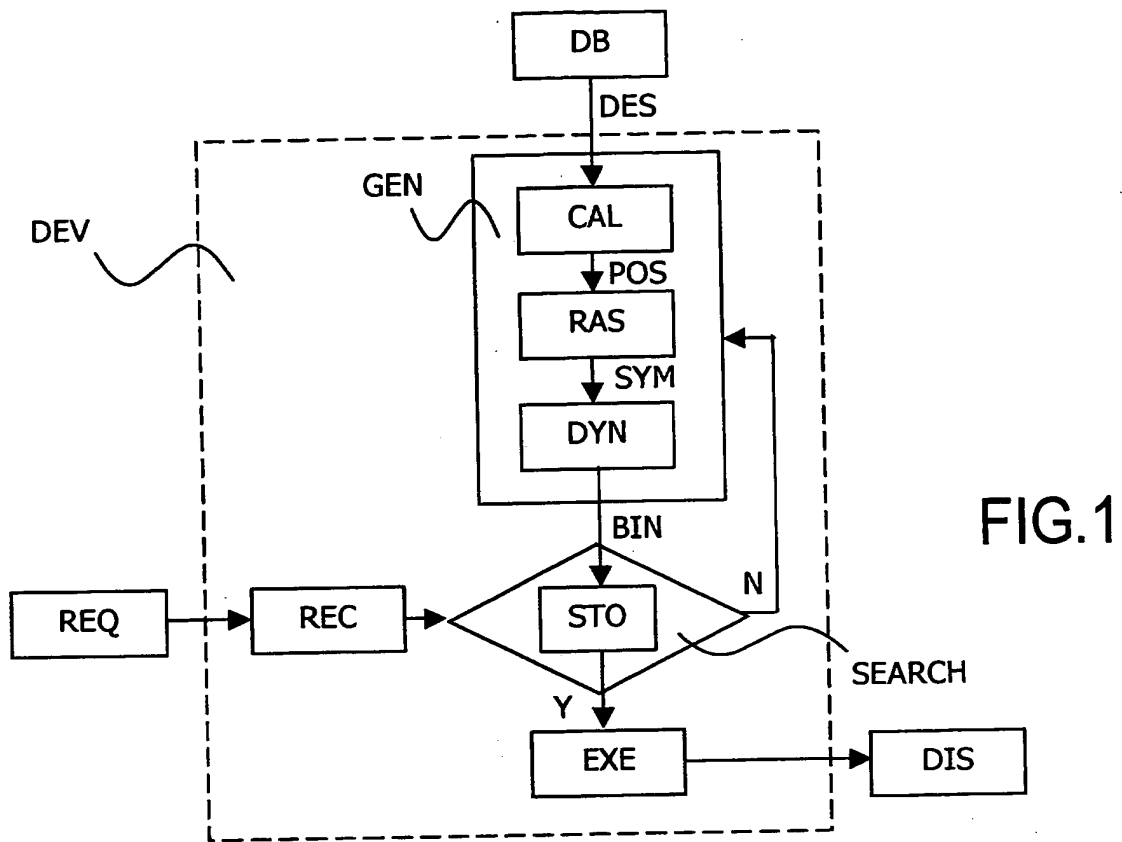 DB
DES
GEN
CAL
DEV
POS
RAS
SYM
DYN
FIG.1
BIN
N
REQ
REC
STO
SEARCH
Y
EXE
DIS